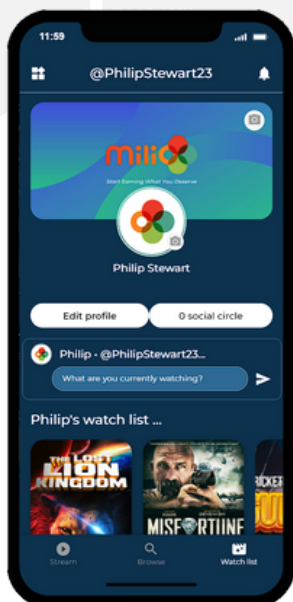 11:59
@PhilipStewart23
milio
Start Earning What You Deserve
Philip Stewart
Edit profile
0 social circle
Philip • @PhilipStewart23...
What are you currently watching?
Philip's watch list ...
THE LOST
LION
KINGDOM
MISFORTUNE
Stream
Browse
Watch list